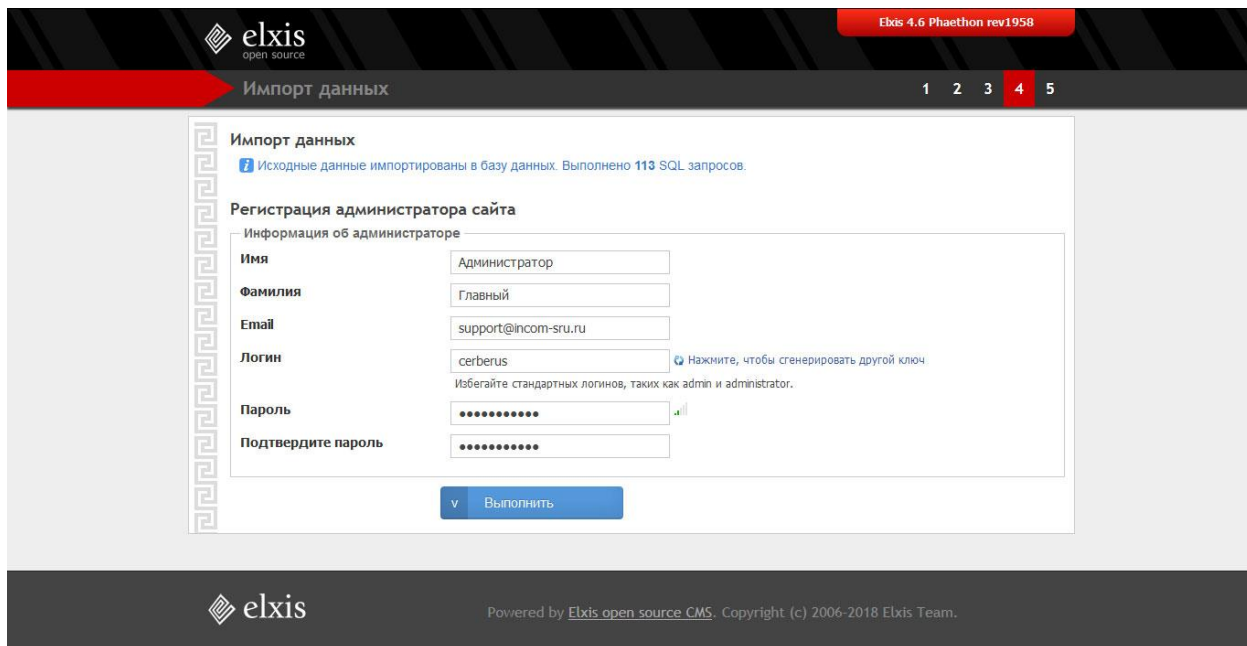 elxis
open source
Elxis 4.6 Phaethon rev1958
Импорт данных
1 2 3 4 5
Импорт данных
Исходные данные импортированы в базу данных. Выполнено 113 SQL запросов.
Регистрация администратора сайта
Информация об администраторе
Имя Администратор
Фамилия Главный
Email support@incom-sru.ru
Логин cerberus Нажмите, чтобы сгенерировать другой ключ
Избегайте стандартных логинов, таких как admin и administrator.
Пароль •••••••••••
Подтвердите пароль •••••••••••
v Выполнить
elxis Powered by Elxis open source CMS. Copyright (c) 2006-2018 Elxis Team.